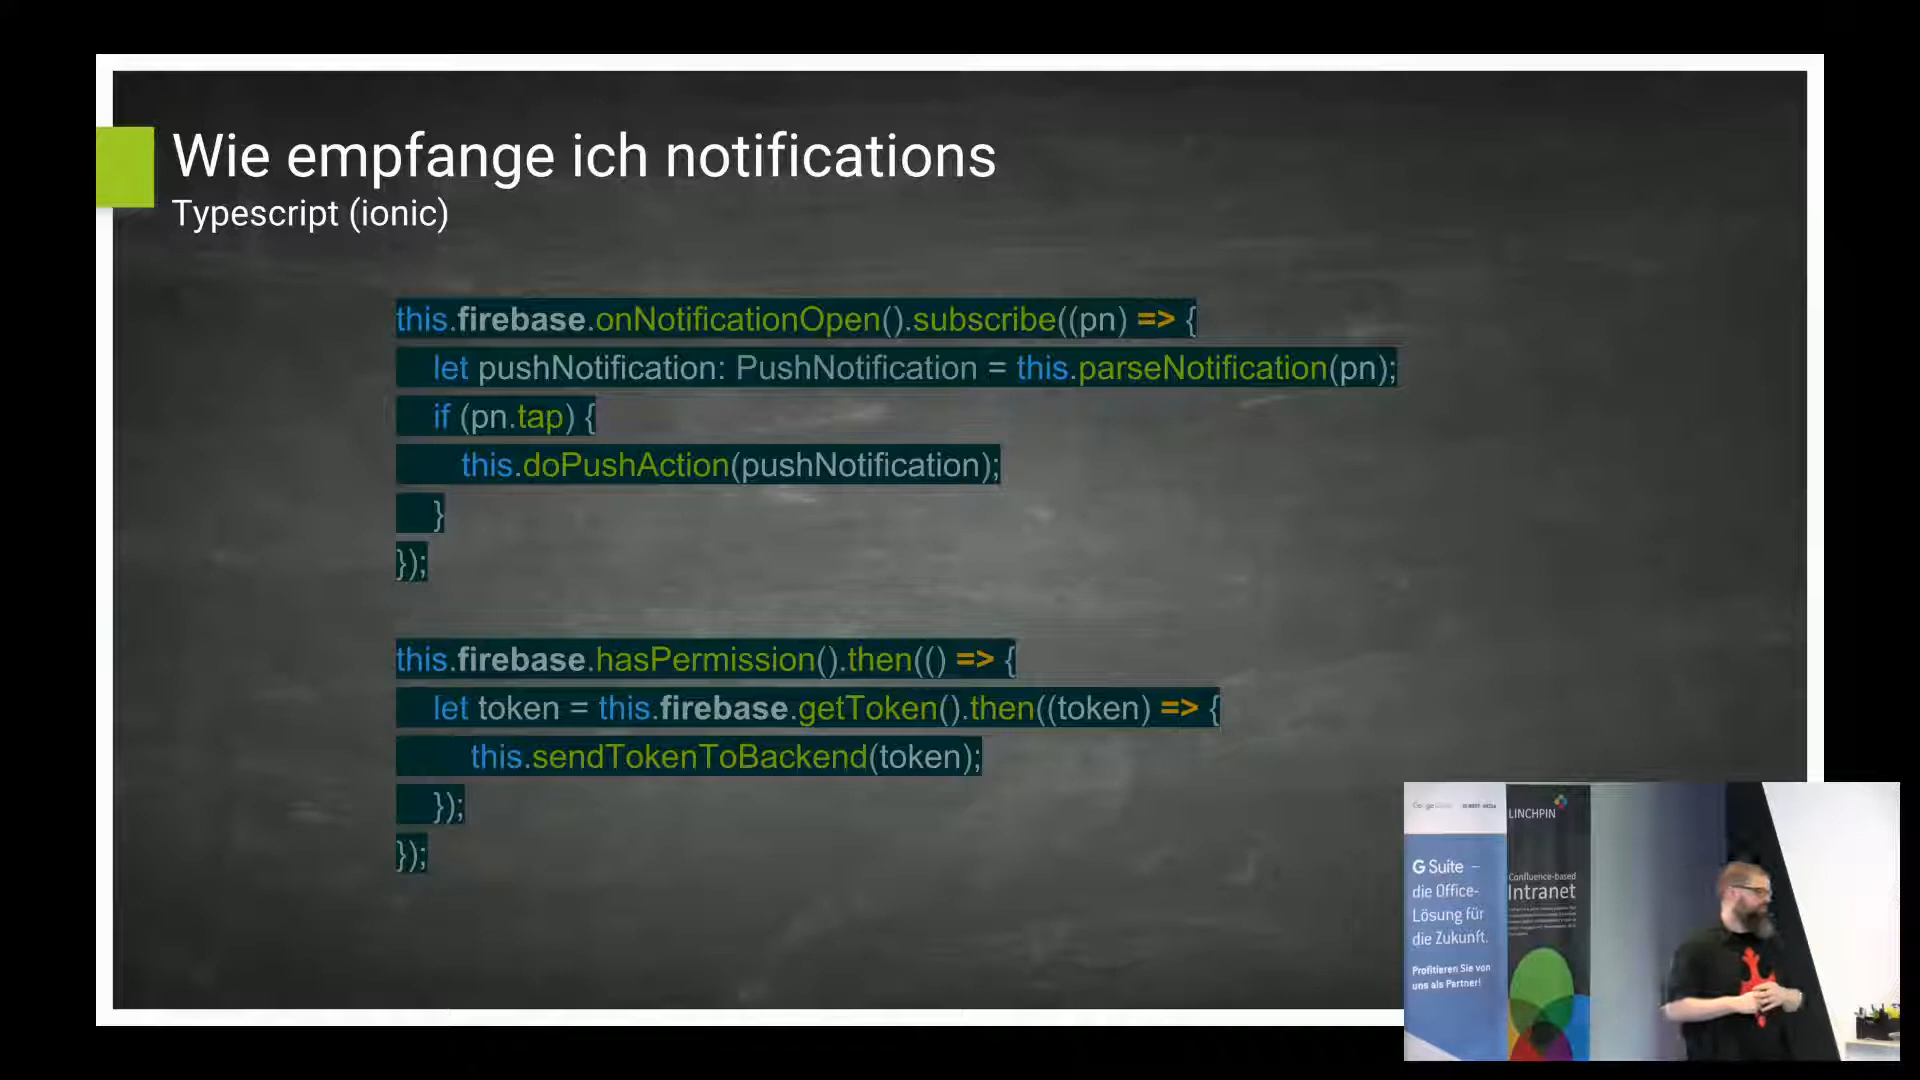 Wie empfange ich notifications
Typescript (ionic)
this.firebase.onNotificationOpen().subscribe((pn) => {
let pushNotification: PushNotification = this.parseNotification(pn);
if (pn.tap) {
this.doPushAction(pushNotification);
}
});
this.firebase.hasPermission().then(() => {
let token = this.firebase.getToken().then((token) => {
this.sendTokenToBackend(token);
});
});
G Suite –
die Office-
Lösung für
die Zukunft.
Profitieren Sie von
uns als Partner!
LINCHPIN
Confluence-based
Intranet